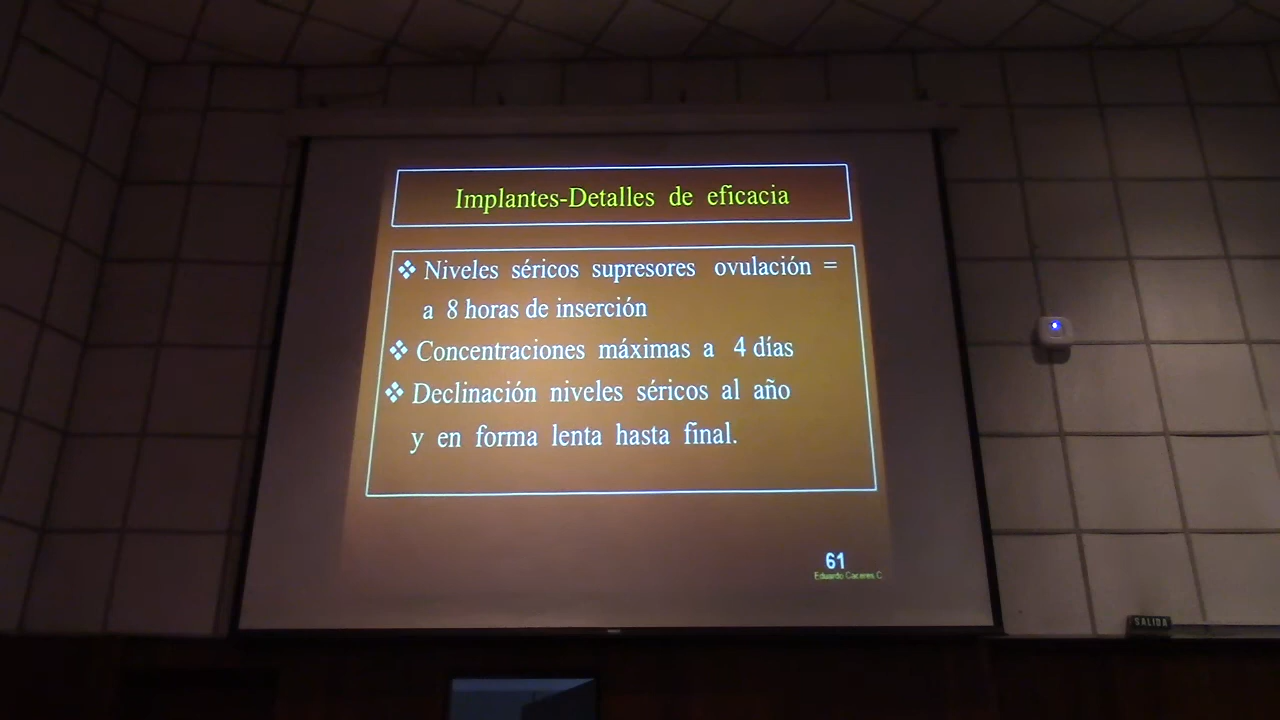 Implantes-Detalles de eficacia
❖ Niveles séricos supresores ovulación =
a 8 horas de inserción
❖ Concentraciones máximas a 4 días
❖ Declinación niveles séricos al año
y en forma lenta hasta final.
61
Eduardo Caceres C
SALIDA